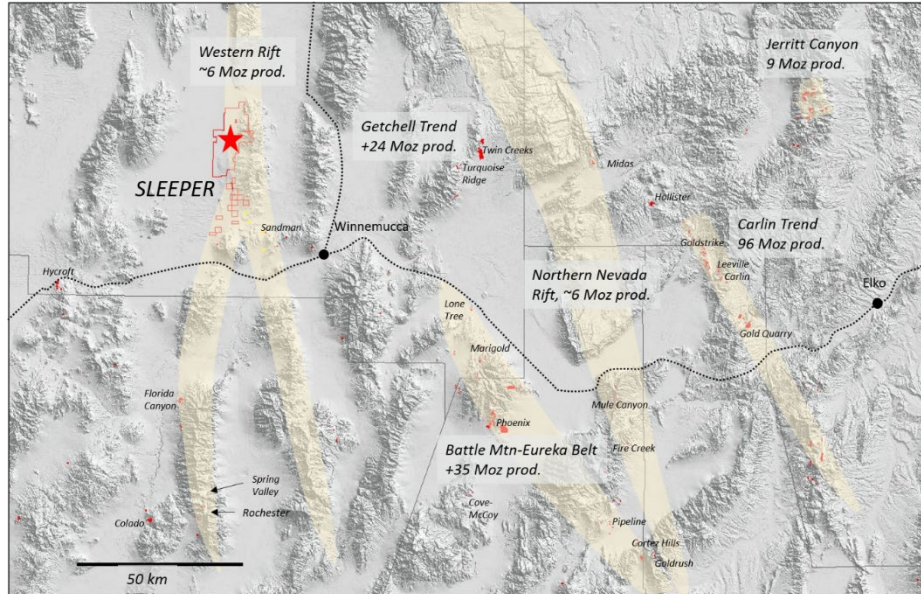 Western Rift
~6 Moz prod.
Jerritt Canyon
9 Moz prod.
Getchell Trend
+24 Moz prod.
Twin Creeks
Turquoise
Ridge
Midas
SLEEPER
Hollister
Sandman
Winnemucca
Carlin Trend
96 Moz prod.
Goldstrike
Leeville
Carlin
Hycroft
Northern Nevada
Rift, ~6 Moz prod.
Elko
Lone
Tree
Gold Quarry
Marigold
Florida
Canyon
Mule Canyon
Phoenix
Battle Mtn-Eureka Belt
+35 Moz prod.
Fire Creek
Spring
Valley
Rochester
Cove-
McCoy
Colado
Pipeline
Cortez Hills
Goldrush
50 km